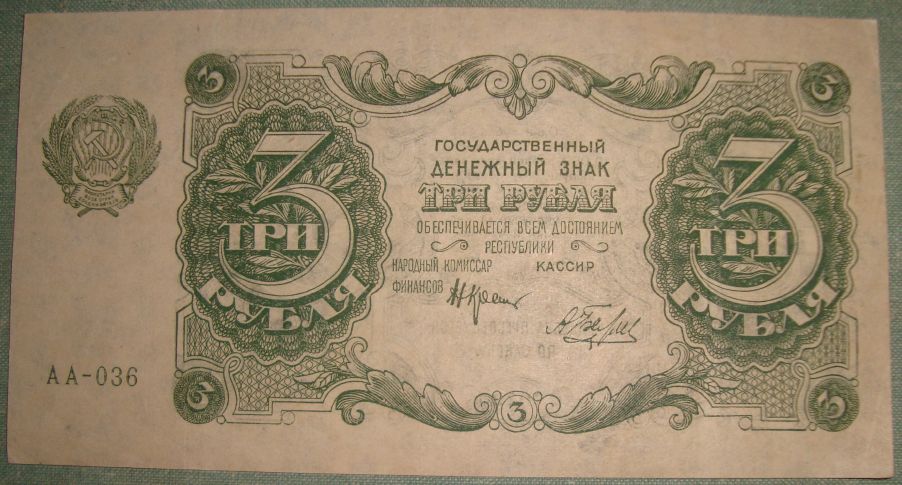 3
3
ГОСУДАРСТВЕННЫЙ
ДЕНЕЖНЫЙ ЗНАК
ТРИ РУБЛЯ
ОБЕСПЕЧИВАЕТСЯ ВСЕМ ДОСТОЯНИЕМ
РЕСПУБЛИКИ
НАРОДНЫЙ КОМИССАР
ФИНАНСОВ
КАССИР
3
ТРИ
РУБЛЯ
3
ТРИ
РУБЛЯ
АА-036
3
3
3